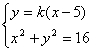 y = k(x-5)
x² + y² = 16